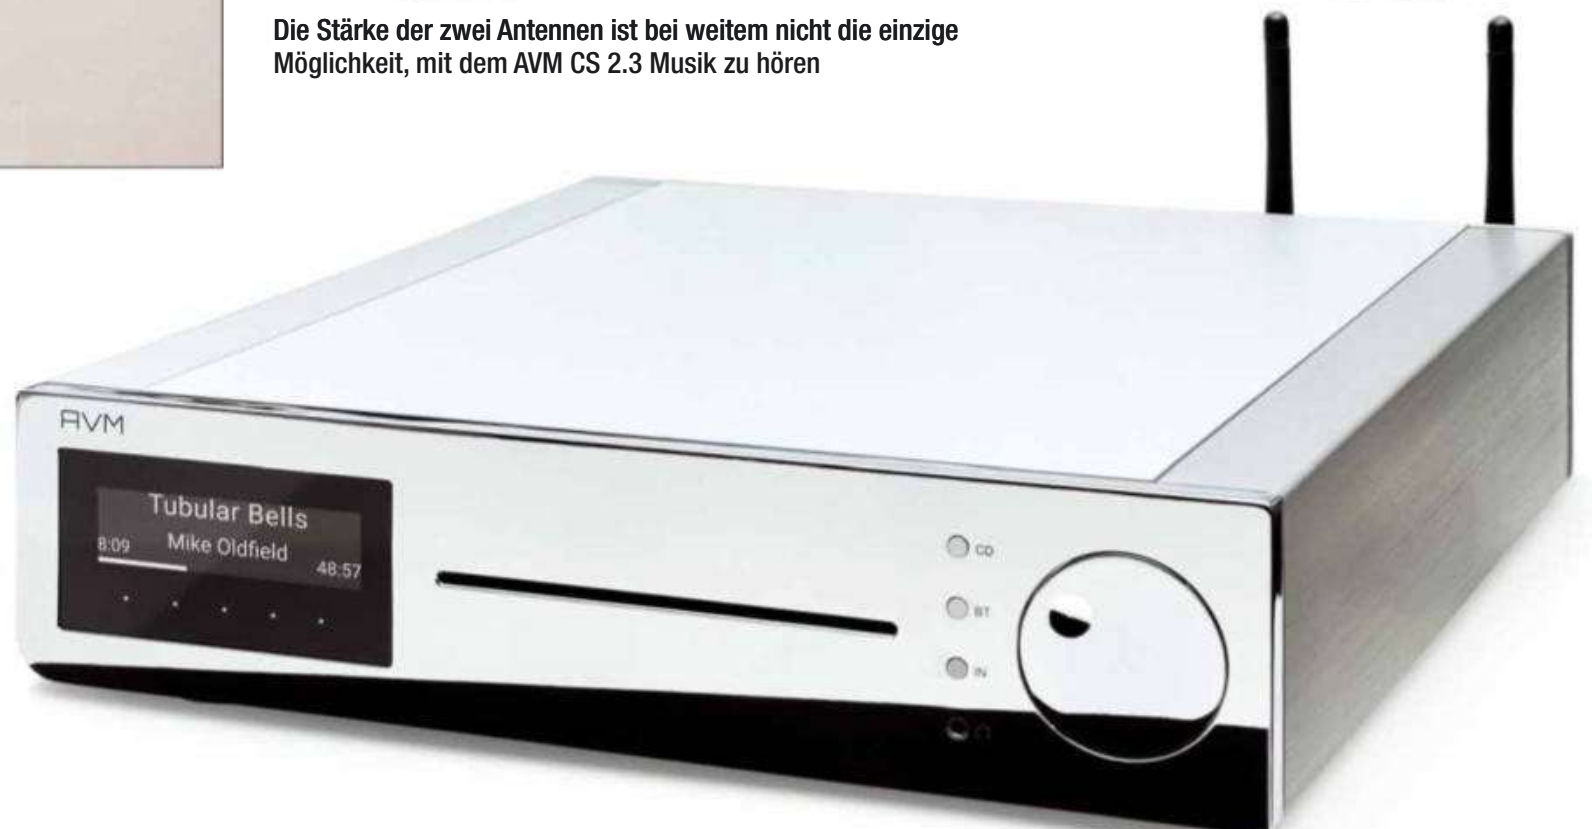 Die Stärke der zwei Antennen ist bei weitem nicht die einzige
Möglichkeit, mit dem AVM CS 2.3 Musik zu hören
AVM
Tubular Bells
8:09 Mike Oldfield 48:57
CD
BT
IN